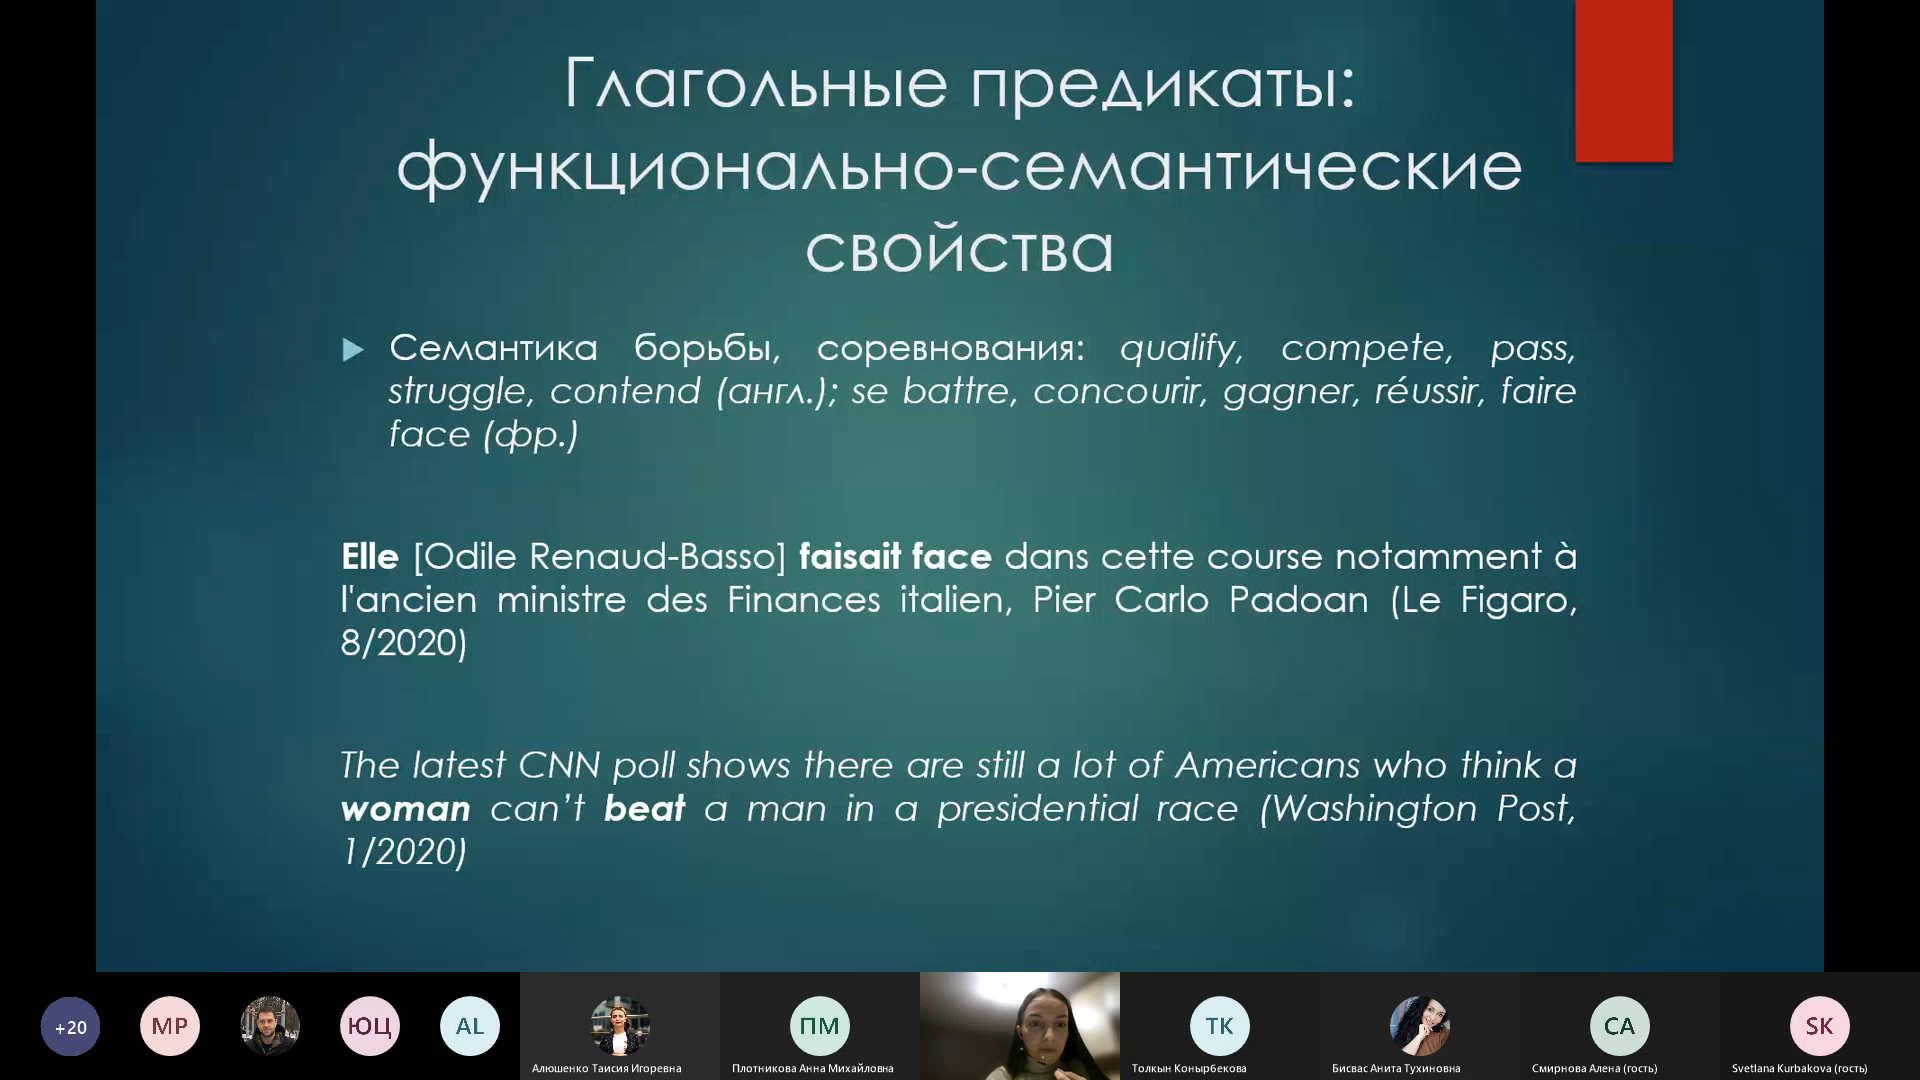 Глагольные предикаты:
функционально-семантические
свойства
Семантика борьбы, соревнования: qualify, compete, pass,
struggle, contend (англ.); se battre, concourir, gagner, réussir, faire
face (фр.)
Elle [Odile Renaud-Basso] faisait face dans cette course notamment à
l'ancien ministre des Finances italien, Pier Carlo Padoan (Le Figaro,
8/2020)
The latest CNN poll shows there are still a lot of Americans who think a
woman can’t beat a man in a presidential race (Washington Post,
1/2020)
+20
МР
ЮЦ
AL
Алюшенко Таисия Игоревна
ПМ
Плотникова Анна Михайловна
ТК
Толкын Конырбекова
Бисвас Анита Тухиновна
СА
Смирнова Алена (гость)
SK
Svetlana Kurbakova (гость)